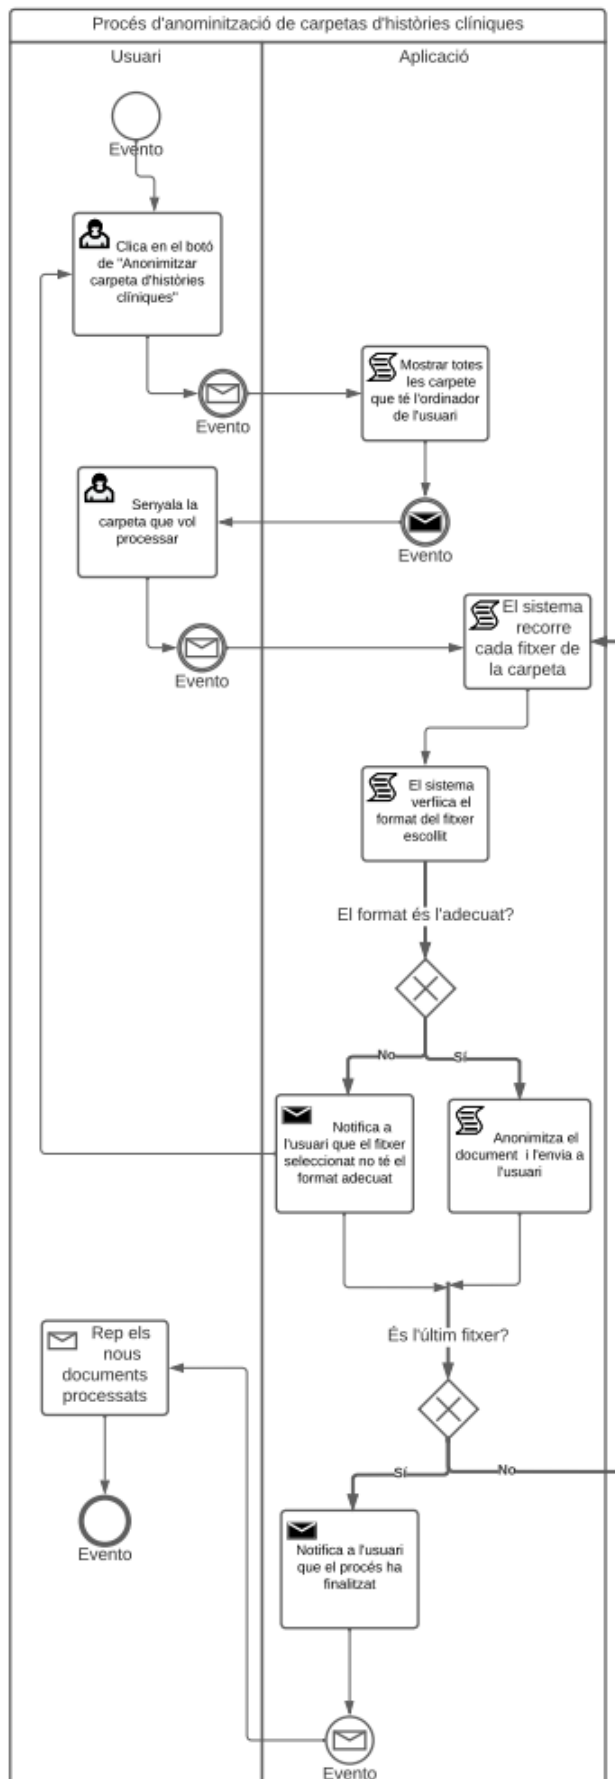 Procés d'anominització de carpetas d'històries clíniques
Usuari
Aplicació
Evento
Clica en el botó
de "Anonimitzar
carpeta d'històries
clíniques"
Evento
Mostrar totes
les carpete
que té l'ordinador
de l'usuari
Evento
Senyala la
carpeta que vol
processar
Evento
El sistema
recorre
cada fitxer de
la carpeta
El sistema
verfiica el
format del fitxer
escollit
El format és l'adecuat?
No
Sí
Notifica a
l'usuari que el fitxer
seleccionat no té el
format adecuat
Anonimitza el
document i l'envia a
l'usuari
És l'últim fitxer?
Rep els
nous
documents
processats
Sí
No
Evento
Notifica a l'usuari
que el procés ha
finalitzat
Evento